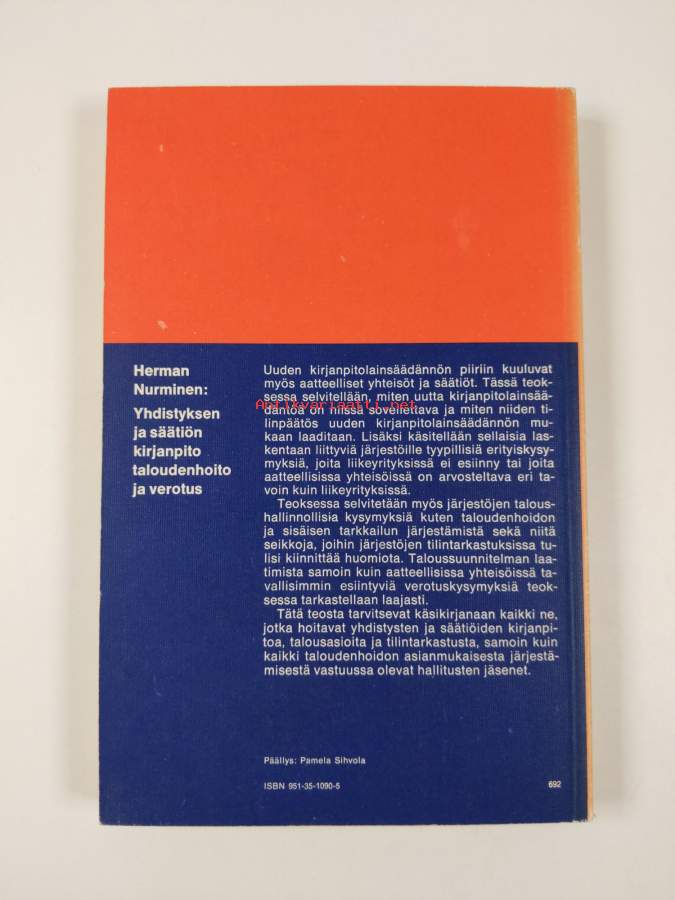 Herman
Nurminen:
Yhdistyksen
ja säätiön
kirjanpito
taloudenhoito
ja verotus
Uuden kirjanpitolainsäädännön piiriin kuuluvat
myös aatteelliset yhteisöt ja säätiöt. Tässä teok-
sessa selvitellään, miten uutta kirjanpitolainsää-
däntöä on niissä sovellettava ja miten niiden ti-
linpäätös uuden kirjanpitolainsäädännön mu-
kaan laaditaan. Lisäksi käsitellään sellaisia las-
kentaan liittyviä järjestöille tyypillisiä erityiskysy-
myksiä, joita liikeyrityksissä ei esiinny tai joita
aatteellisissa yhteisöissä on arvosteltava eri ta-
voin kuin liikeyrityksissä.
Teoksessa selvitetään myös järjestöjen talous-
hallinnollisia kysymyksiä kuten taloudenhoidon
ja sisäisen tarkkailun järjestämistä sekä niitä
seikkoja, joihin järjestöjen tilintarkastuksissa tu-
lisi kiinnittää huomiota. Taloussuunnitelman laa-
timista samoin kuin aatteellisissa yhteisöissä ta-
vallisimmin esiintyviä verotuskysymyksiä teok-
sessa tarkastellaan laajasti.
Tätä teosta tarvitsevat käsikirjanaan kaikki ne,
jotka hoitavat yhdistysten ja säätiöiden kirjanpi-
toa, talousasioita ja tilintarkastusta, samoin kuin
kaikki taloudenhoidon asianmukaisesta järjestä-
misestä vastuussa olevat hallitusten jäsenet.
Päällys: Pamela Sihvola
ISBN 951-35-1090-5
692
Antikvariaatti.net